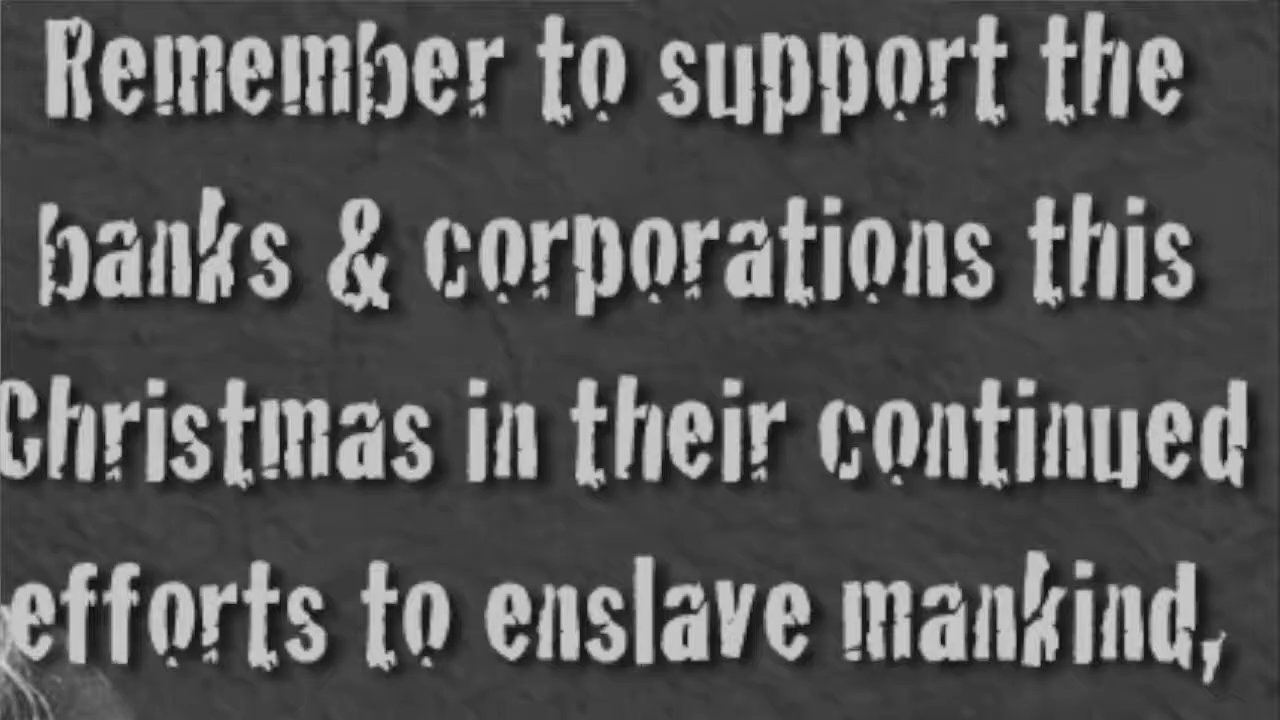 Remember to support the
banks & corporations this
Christmas in their continued
efforts to enslave mankind,